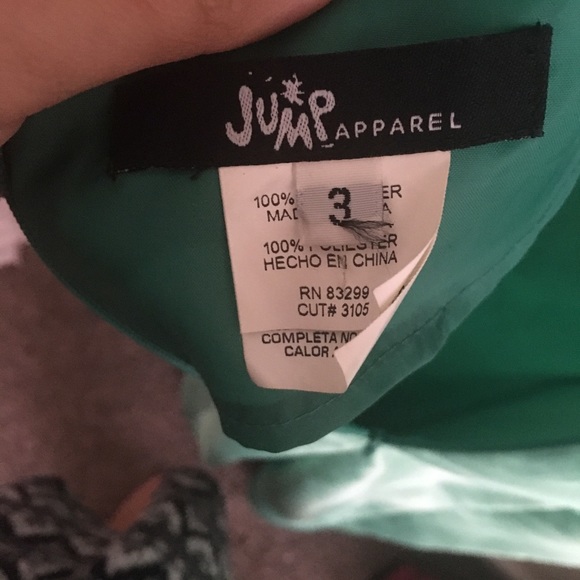 JUMP APPAREL
3
100% ER
MAD A
100% POLIESTER
HECHO EN CHINA
RN 83299
CUT# 3105
COMPLETA NO
CALOR